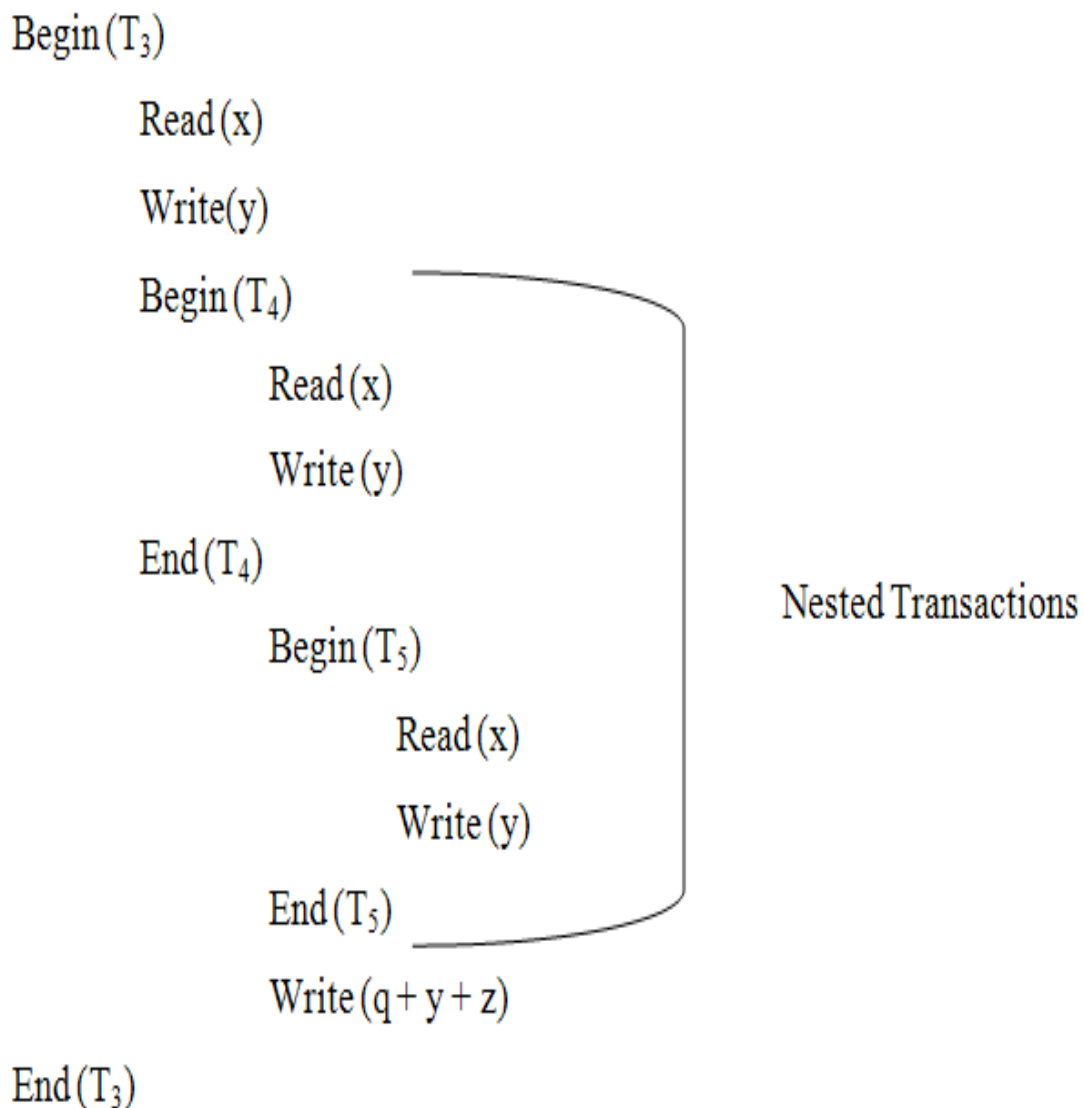 Begin (T₃)
Read (x)
Write(y)
Begin (T₄)
Read (x)
Write (y)
End (T₄)
Nested Transactions
Begin (T₅)
Read (x)
Write (y)
End (T₅)
Write (q + y + z)
End (T₃)